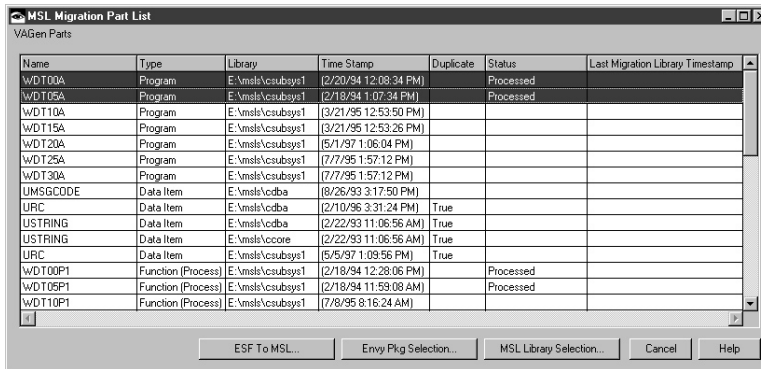 MSL Migration Part List
VAGen Parts
Name Type Library Time Stamp Duplicate Status Last Migration Library Timestamp
WDT00A Program E:\msls\csubsys1 (2/20/94 12:08:34 PM) Processed
WDT05A Program E:\msls\csubsys1 (2/18/94 1:07:34 PM) Processed
WDT10A Program E:\msls\csubsys1 (3/21/95 12:53:50 PM)
WDT15A Program E:\msls\csubsys1 (3/21/95 12:53:26 PM)
WDT20A Program E:\msls\csubsys1 (5/1/97 1:06:04 PM)
WDT25A Program E:\msls\csubsys1 (7/7/95 1:57:12 PM)
WDT30A Program E:\msls\csubsys1 (7/7/95 1:57:12 PM)
UMSGCODE Data Item E:\msls\cdba (8/26/93 3:17:50 PM)
URC Data Item E:\msls\cdba (2/10/96 3:31:24 PM) True
USTRING Data Item E:\msls\cdba (2/22/93 11:06:56 AM) True
USTRING Data Item E:\msls\ccore (2/22/93 11:06:56 AM) True
URC Data Item E:\msls\csubsys1 (5/5/97 1:09:56 PM) True
WDT00P1 Function (Process) E:\msls\csubsys1 (2/18/94 12:28:06 PM) Processed
WDT05P1 Function (Process) E:\msls\csubsys1 (2/18/94 11:59:08 AM) Processed
WDT10P1 Function (Process) E:\msls\csubsys1 (7/8/95 8:16:24 AM)
ESF To MSL... Envy Pkg Selection... MSL Library Selection... Cancel Help